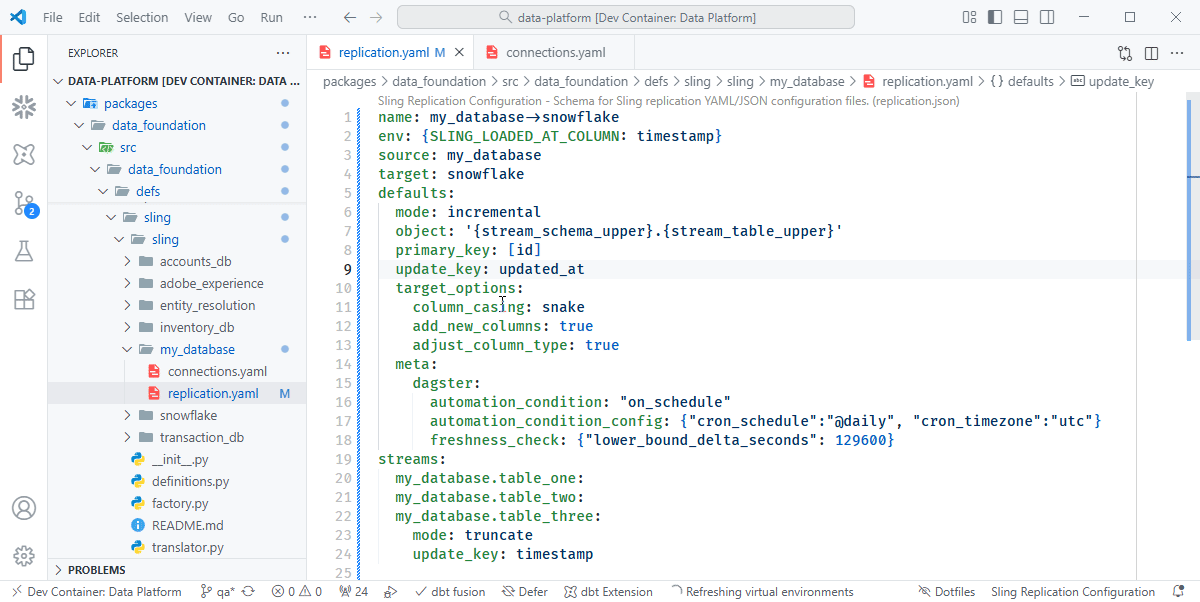 File Edit Selection View Go Run ··· data-platform [Dev Container: Data Platform]
EXPLORER
DATA-PLATFORM [DEV CONTAINER: DATA ...
packages
data_foundation
src
data_foundation
defs
sling
sling
accounts_db
adobe_experience
entity_resolution
inventory_db
my_database
connections.yaml
replication.yaml M
snowflake
transaction_db
__init__.py
definitions.py
factory.py
README.md
translator.py
PROBLEMS
2
replication.yaml M connections.yaml
packages > data_foundation > src > data_foundation > defs > sling > sling > my_database > replication.yaml > {} defaults > abc update_key
Sling Replication Configuration - Schema for Sling replication YAML/JSON configuration files. (replication.json)
1 name: my_database->snowflake
2 env: {SLING_LOADED_AT_COLUMN: timestamp}
3 source: my_database
4 target: snowflake
5 defaults:
6 mode: incremental
7 object: '{stream_schema_upper}.{stream_table_upper}'
8 primary_key: [id]
9 update_key: updated_at
10 target_options:
11 column_casing: snake
12 add_new_columns: true
13 adjust_column_type: true
14 meta:
15 dagster:
16 automation_condition: "on_schedule"
17 automation_condition_config: {"cron_schedule":"@daily", "cron_timezone":"utc"}
18 freshness_check: {"lower_bound_delta_seconds": 129600}
19 streams:
20 my_database.table_one:
21 my_database.table_two:
22 my_database.table_three:
23 mode: truncate
24 update_key: timestamp
25
Dev Container: Data Platform qa* 0 0 24 dbt fusion Defer dbt Extension Refreshing virtual environments Dotfiles Sling Replication Configuration